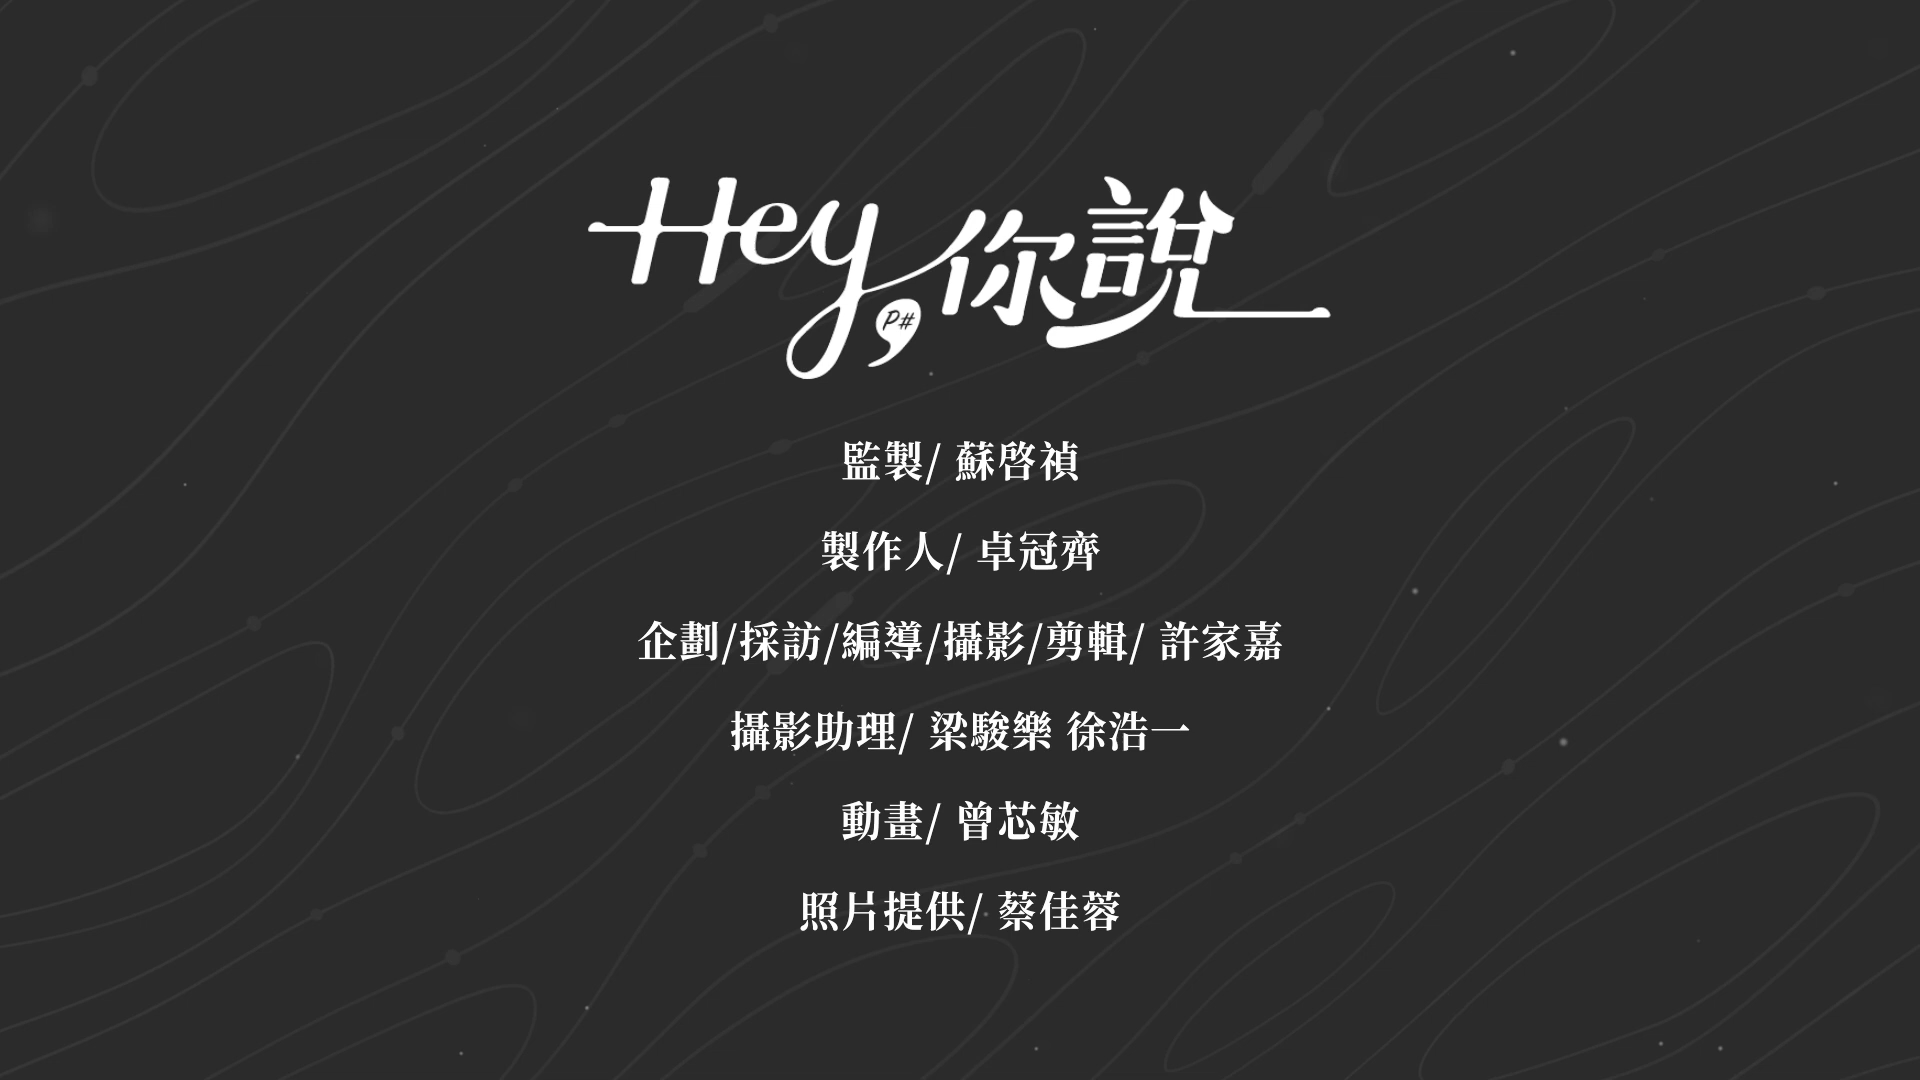 Hey, 你說
P#
監製/ 蘇啓禎
製作人/ 卓冠齊
企劃/採訪/編導/攝影/剪輯/ 許家嘉
攝影助理/ 梁駿樂 徐浩一
動畫/ 曾芯敏
照片提供/ 蔡佳蓉